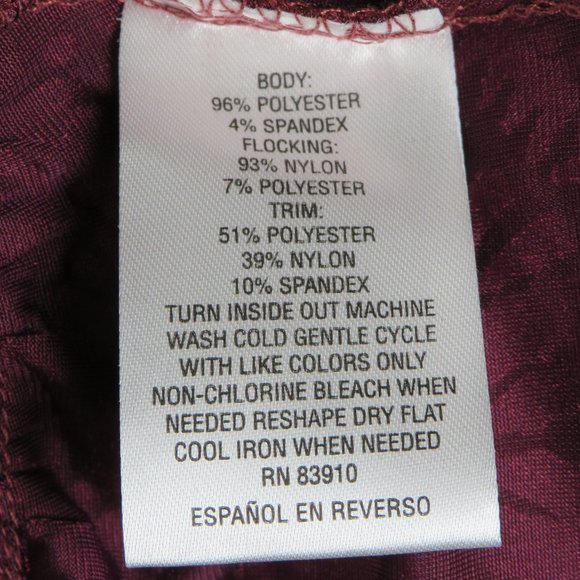 BODY:
96% POLYESTER
4% SPANDEX
FLOCKING:
93% NYLON
7% POLYESTER
TRIM:
51% POLYESTER
39% NYLON
10% SPANDEX
TURN INSIDE OUT MACHINE
WASH COLD GENTLE CYCLE
WITH LIKE COLORS ONLY
NON-CHLORINE BLEACH WHEN
NEEDED RESHAPE DRY FLAT
COOL IRON WHEN NEEDED
RN 83910
ESPAÑOL EN REVERSO